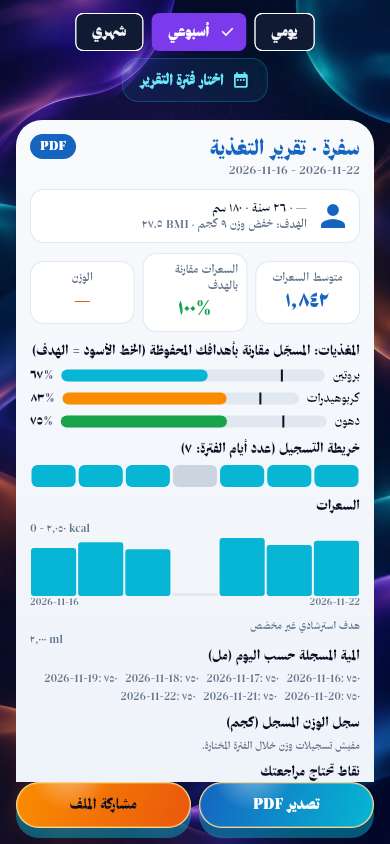 يومي
أسبوعي
شهري
اختار فترة التقرير
سفرة · تقرير التغذية
PDF
2026-11-16 - 2026-11-22
— · ٢٦ سنة · ١٨٠ سم
الهدف: خفض وزن ٩ كجم · BMI ٢٧.٥
متوسط السعرات
١,٨٤٢
السعرات مقارنة بالهدف
١٠٠%
الوزن
—
المغذيات: المسجّل مقارنة بأهدافك المحفوظة (الخط الأسود = الهدف)
بروتين ٦٧%
كربوهيدرات ٨٣%
دهون ٧٥%
خريطة التسجيل (عدد أيام الفترة: ٧)
السعرات
0 - ٢,٠٥٠ kcal
2026-11-16
2026-11-22
هدف استرشادي غير مخصّص
٢,٠٠٠ ml
المية المسجلة حسب اليوم (مل)
2026-11-16: ٧٥٠ 2026-11-17: ٧٥٠ 2026-11-18: ٧٥٠ 2026-11-19: ٧٥٠
2026-11-20: ٧٥٠ 2026-11-21: ٧٥٠ 2026-11-22: ٧٥٠
سجل الوزن المسجل (كجم)
مفيش تسجيلات وزن خلال الفترة المختارة.
نقاط تحتاج مراجعتك
تصدير PDF
مشاركة الملف